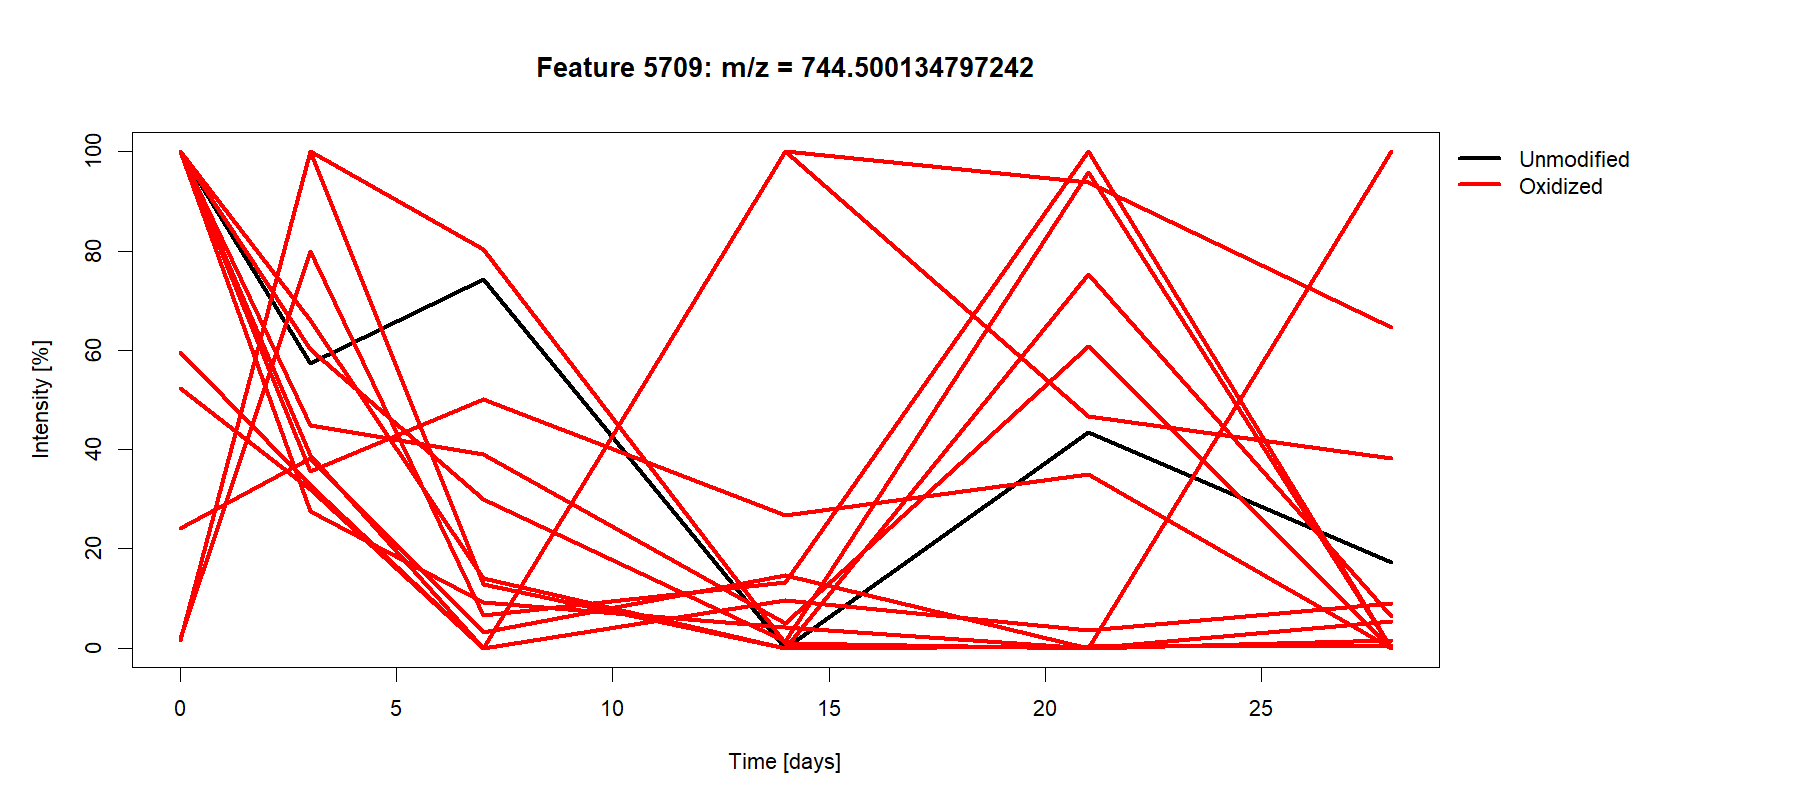 Feature 5709: m/z = 744.500134797242
Unmodified
Oxidized
Intensity [%]
100
80
60
40
20
0
0 5 10 15 20 25
Time [days]